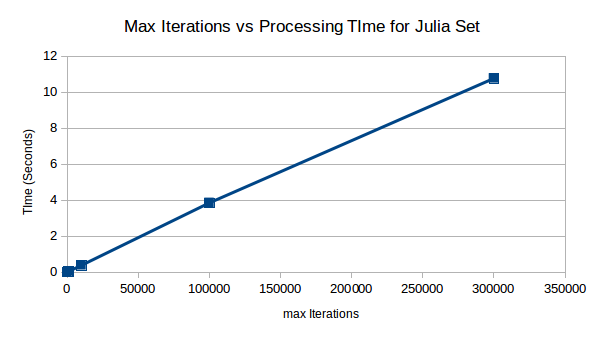 Max Iterations vs Processing TIme for Julia Set
12
10
8
6
4
2
0
TIme (Seconds)
0 50000 100000 150000 200000 250000 300000 350000
max Iterations